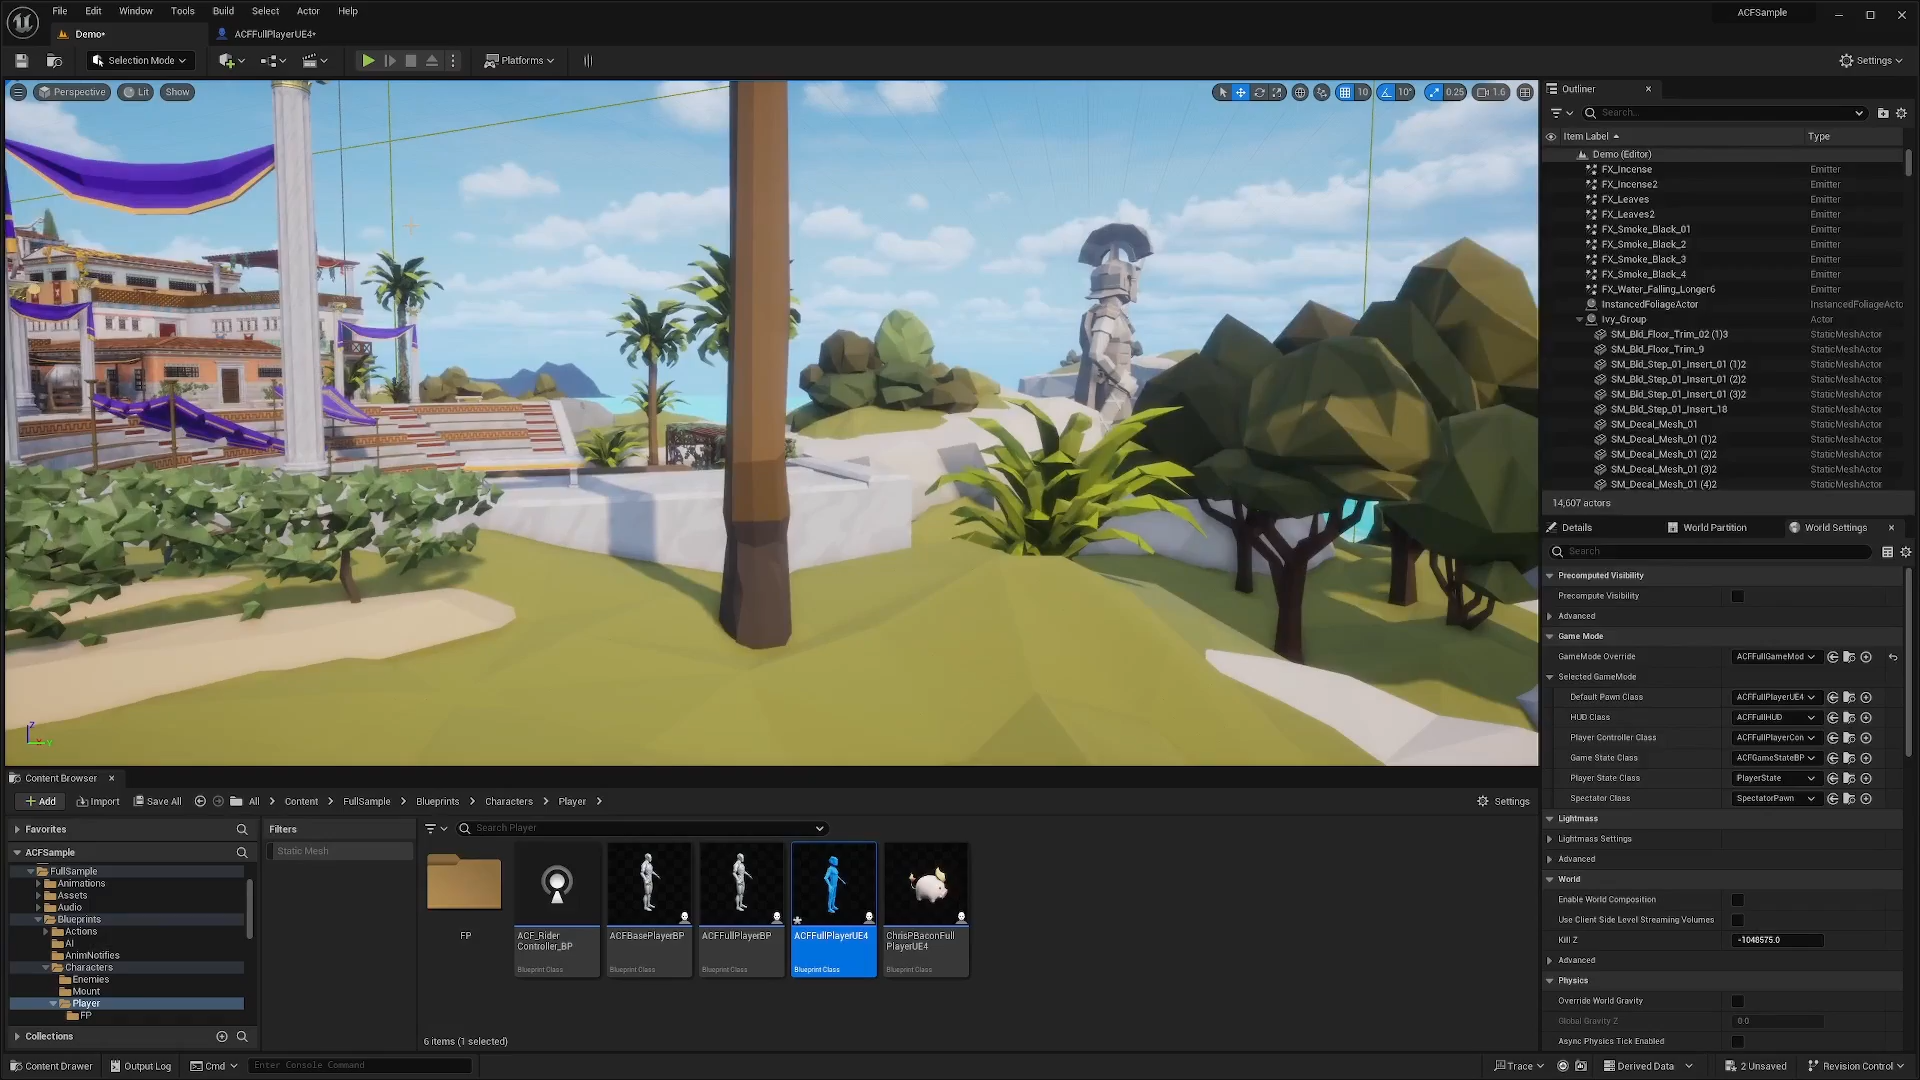 File Edit Window Tools Build Select Actor Help
ACFSample
Demo*
ACFFullPlayerUE4*
Selection Mode
Platforms
Settings
Perspective
Lit
Show
10
10°
0.25
1.6
Outliner
Search...
Item Label
Type
Demo (Editor)
FX_Incense Emitter
FX_Incense2 Emitter
FX_Leaves Emitter
FX_Leaves2 Emitter
FX_Smoke_Black_01 Emitter
FX_Smoke_Black_2 Emitter
FX_Smoke_Black_3 Emitter
FX_Smoke_Black_4 Emitter
FX_Water_Falling_Longer6 Emitter
InstancedFoliageActor InstancedFoliageActo
Ivy_Group Actor
SM_Bld_Floor_Trim_02 (1)3 StaticMeshActor
SM_Bld_Floor_Trim_9 StaticMeshActor
SM_Bld_Step_01_Insert_01 (1)2 StaticMeshActor
SM_Bld_Step_01_Insert_01 (2)2 StaticMeshActor
SM_Bld_Step_01_Insert_01 (3)2 StaticMeshActor
SM_Bld_Step_01_Insert_18 StaticMeshActor
SM_Decal_Mesh_01 StaticMeshActor
SM_Decal_Mesh_01 (1)2 StaticMeshActor
SM_Decal_Mesh_01 (2)2 StaticMeshActor
SM_Decal_Mesh_01 (3)2 StaticMeshActor
SM_Decal_Mesh_01 (4)2 StaticMeshActor
14,607 actors
Details
World Partition
World Settings
Search
Precomputed Visibility
Precompute Visibility
Advanced
Game Mode
GameMode Override ACFFullGameMod
Selected GameMode
Default Pawn Class ACFFullPlayerUE4
HUD Class ACFFullHUD
Player Controller Class ACFFullPlayerCon
Game State Class ACFGameStateBP
Player State Class PlayerState
Spectator Class SpectatorPawn
Lightmass
Lightmass Settings
Advanced
World
Enable World Composition
Use Client Side Level Streaming Volumes
Kill Z -1048575.0
Advanced
Physics
Override World Gravity
Global Gravity Z 0.0
Async Physics Tick Enabled
Z
Y
Content Browser
Add
Import
Save All
All
Content
FullSample
Blueprints
Characters
Player
Settings
Favorites
ACFSample
FullSample
Animations
Assets
Audio
Blueprints
Actions
AI
AnimNotifies
Characters
Enemies
Mount
Player
FP
Collections
Filters
Static Mesh
Search Player
FP
ACF_Rider
Controller_BP
Blueprint Class
ACFBasePlayerBP
Blueprint Class
ACFFullPlayerBP
Blueprint Class
ACFFullPlayerUE4
Blueprint Class
ChrisPBaconFull
PlayerUE4
Blueprint Class
6 items (1 selected)
Content Drawer
Output Log
Cmd
Enter Console Command
Trace
Derived Data
2 Unsaved
Revision Control